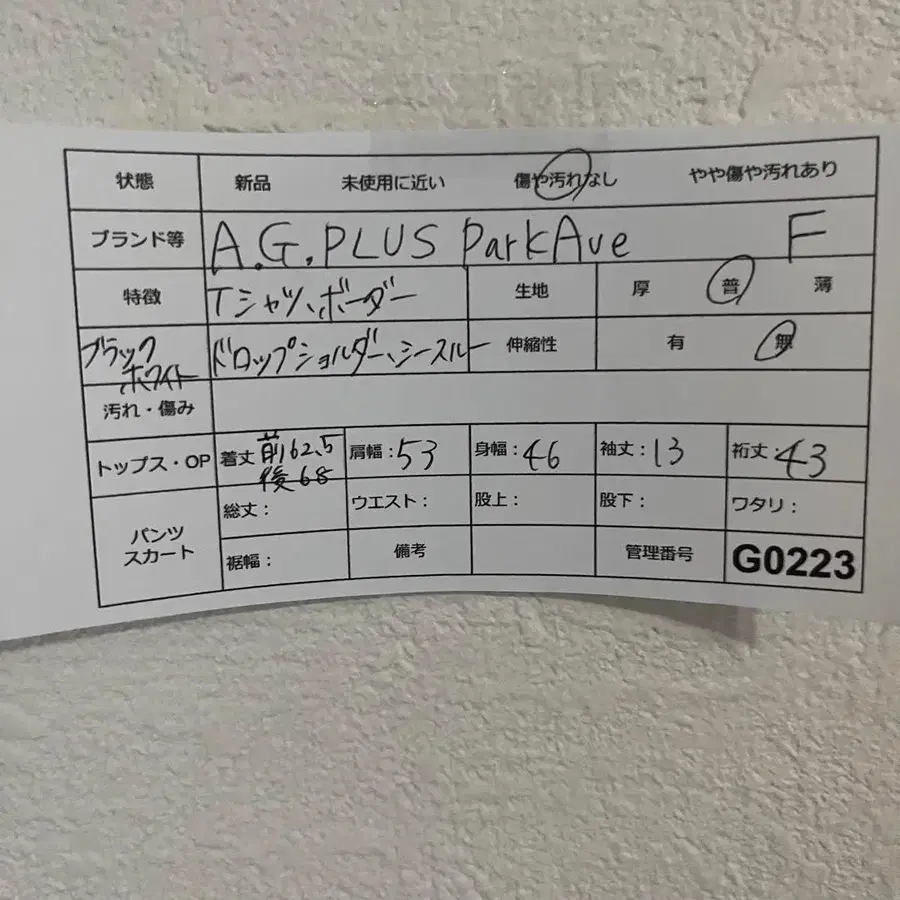 状態 新品 未使用に近い 傷や汚れなし やや傷や汚れあり
ブランド等 A.G.PLUS ParkAve F
特徴 Tシャツ、ボーダー 生地 厚 普 薄
ブラック ドロップショルダー、シースルー 伸縮性 有 無
ホワイト
汚れ・傷み
トップス・OP 着丈 前62.5 肩幅:53 身幅:46 袖丈:13 裄丈:43
後68
パンツ 総丈: ウエスト: 股上: 股下: ワタリ:
スカート 裾幅: 備考 管理番号 G0223